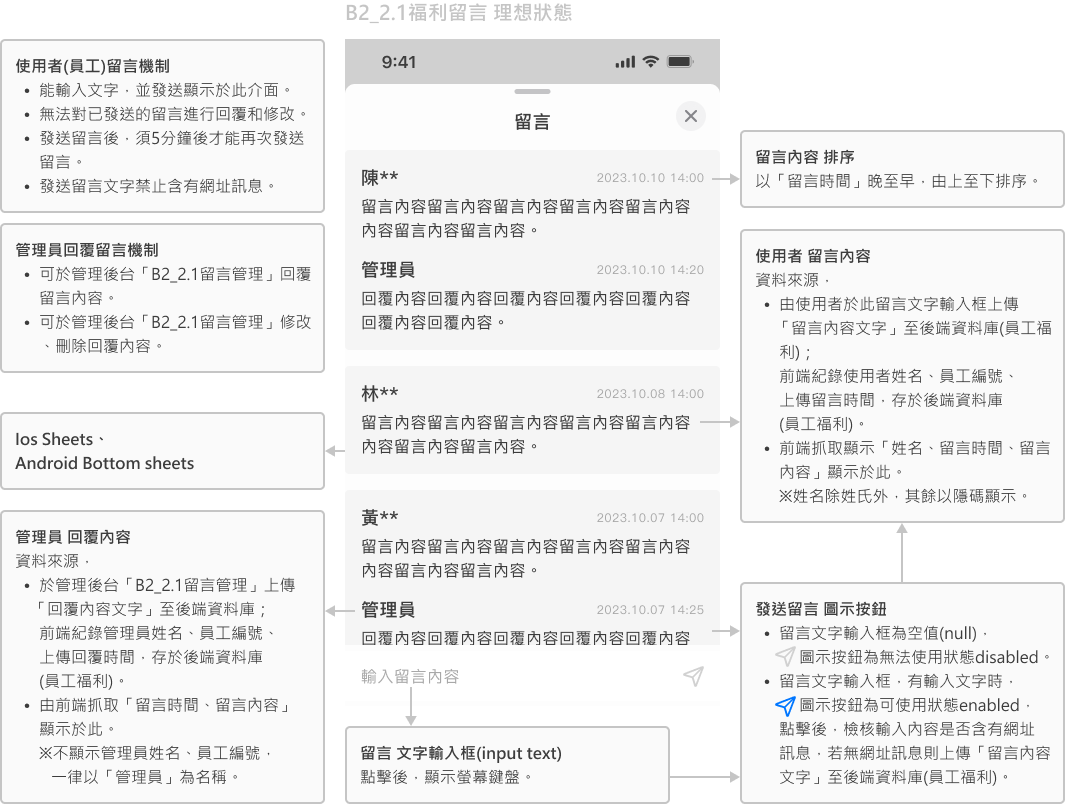 B2_2.1福利留言 理想狀態
使用者(員工)留言機制
• 能輸入文字，並發送顯示於此介面。
• 無法對已發送的留言進行回覆和修改。
• 發送留言後，須5分鐘後才能再次發送
留言。
• 發送留言文字禁止含有網址訊息。
管理員回覆留言機制
• 可於管理後台「B2_2.1留言管理」回覆
留言內容。
• 可於管理後台「B2_2.1留言管理」修改
、刪除回覆內容。
Ios Sheets、
Android Bottom sheets
管理員 回覆內容
資料來源，
• 於管理後台「B2_2.1留言管理」上傳
「回覆內容文字」至後端資料庫；
前端紀錄管理員姓名、員工編號、
上傳回覆時間，存於後端資料庫
(員工福利)。
• 由前端抓取「留言時間、留言內容」
顯示於此。
※不顯示管理員姓名、員工編號，
一律以「管理員」為名稱。
9:41
留言
陳** 2023.10.10 14:00
留言內容留言內容留言內容留言內容留言內容
內容留言內容留言內容。
管理員 2023.10.10 14:20
回覆內容回覆內容回覆內容回覆內容回覆內容
回覆內容回覆內容。
林** 2023.10.08 14:00
留言內容留言內容留言內容留言內容留言內容
內容留言內容留言內容。
黃** 2023.10.07 14:00
留言內容留言內容留言內容留言內容留言內容
內容留言內容留言內容。
管理員 2023.10.07 14:25
回覆內容回覆內容回覆內容回覆內容回覆內容
輸入留言內容
留言 文字輸入框(input text)
點擊後，顯示螢幕鍵盤。
留言內容 排序
以「留言時間」晚至早，由上至下排序。
使用者 留言內容
資料來源，
• 由使用者於此留言文字輸入框上傳
「留言內容文字」至後端資料庫(員工福
利)；
前端紀錄使用者姓名、員工編號、
上傳留言時間，存於後端資料庫
(員工福利)。
• 前端抓取顯示「姓名、留言時間、留言
內容」顯示於此。
※姓名除姓氏外，其餘以隱碼顯示。
發送留言 圖示按鈕
• 留言文字輸入框為空值(null)，
圖示按鈕為無法使用狀態disabled。
• 留言文字輸入框，有輸入文字時，
圖示按鈕為可使用狀態enabled，
點擊後，檢核輸入內容是否含有網址
訊息，若無網址訊息則上傳「留言內容
文字」至後端資料庫(員工福利)。